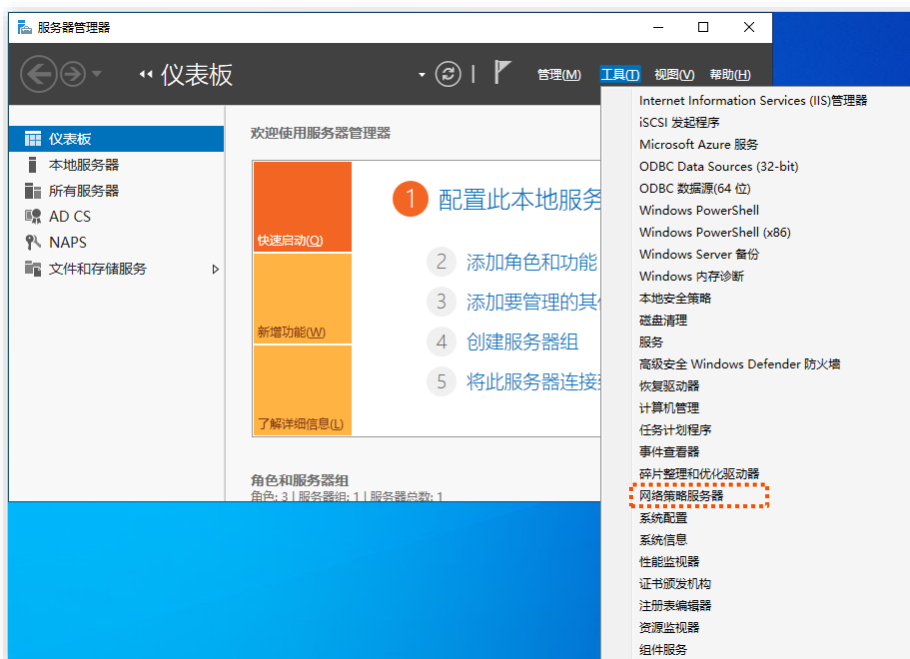 服务器管理器
仪表板
管理(M) 工具(T) 视图(V) 帮助(H)
仪表板
本地服务器
所有服务器
AD CS
NAPS
文件和存储服务
欢迎使用服务器管理器
快速启动(Q)
新增功能(W)
了解详细信息(L)
1 配置此本地服务
2 添加角色和功能
3 添加要管理的其
4 创建服务器组
5 将此服务器连接
角色和服务器组
角色: 3 | 服务器组: 1 | 服务器总数: 1
Internet Information Services (IIS)管理器
iSCSI 发起程序
Microsoft Azure 服务
ODBC Data Sources (32-bit)
ODBC 数据源(64 位)
Windows PowerShell
Windows PowerShell (x86)
Windows Server 备份
Windows 内存诊断
本地安全策略
磁盘清理
服务
高级安全 Windows Defender 防火墙
恢复驱动器
计算机管理
任务计划程序
事件查看器
碎片整理和优化驱动器
网络策略服务器
系统配置
系统信息
性能监视器
证书颁发机构
注册表编辑器
资源监视器
组件服务